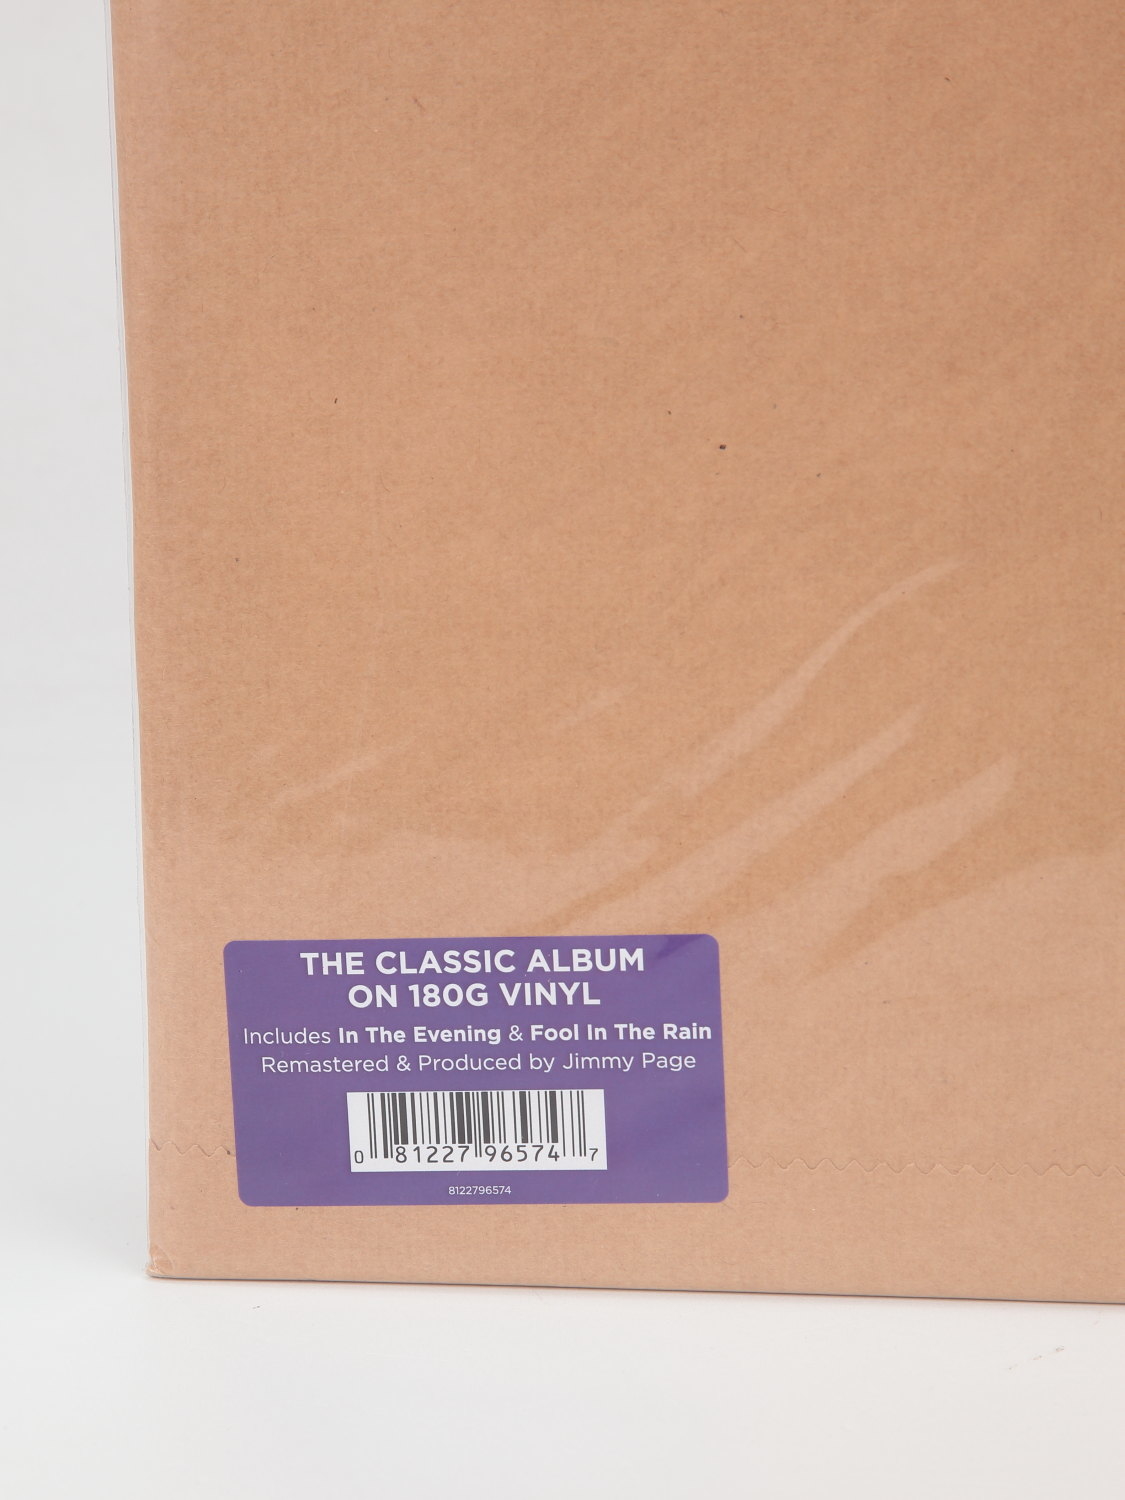 THE CLASSIC ALBUM
ON 180G VINYL
Includes In The Evening & Fool In The Rain
Remastered & Produced by Jimmy Page
0 81227 96574 7
8122796574